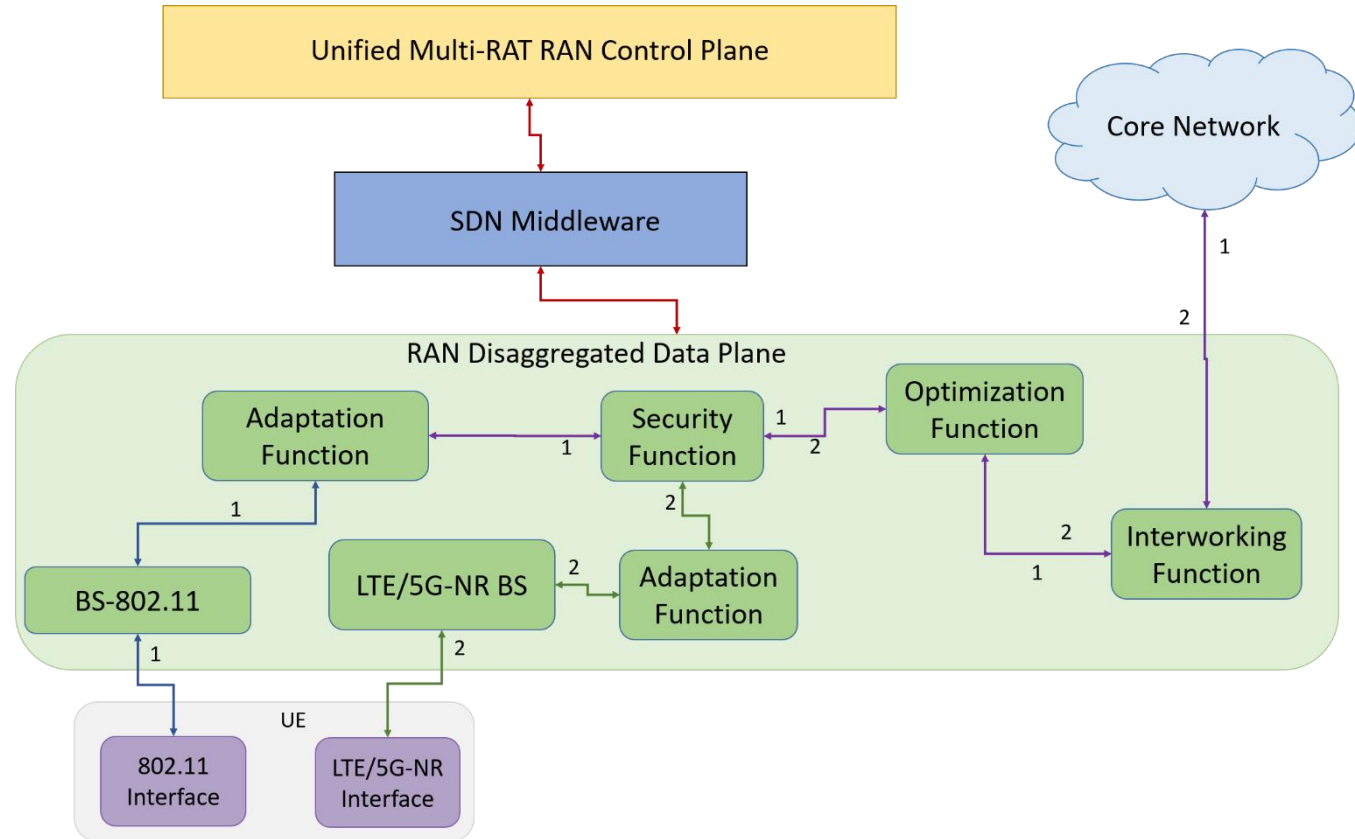 Unified Multi-RAT RAN Control Plane
Core Network
SDN Middleware
1
2
RAN Disaggregated Data Plane
Adaptation
Function
Security
Function
Optimization
Function
1
1
2
1
2
2
1
Interworking
Function
BS-802.11
LTE/5G-NR BS
2
Adaptation
Function
1
2
UE
802.11
Interface
LTE/5G-NR
Interface